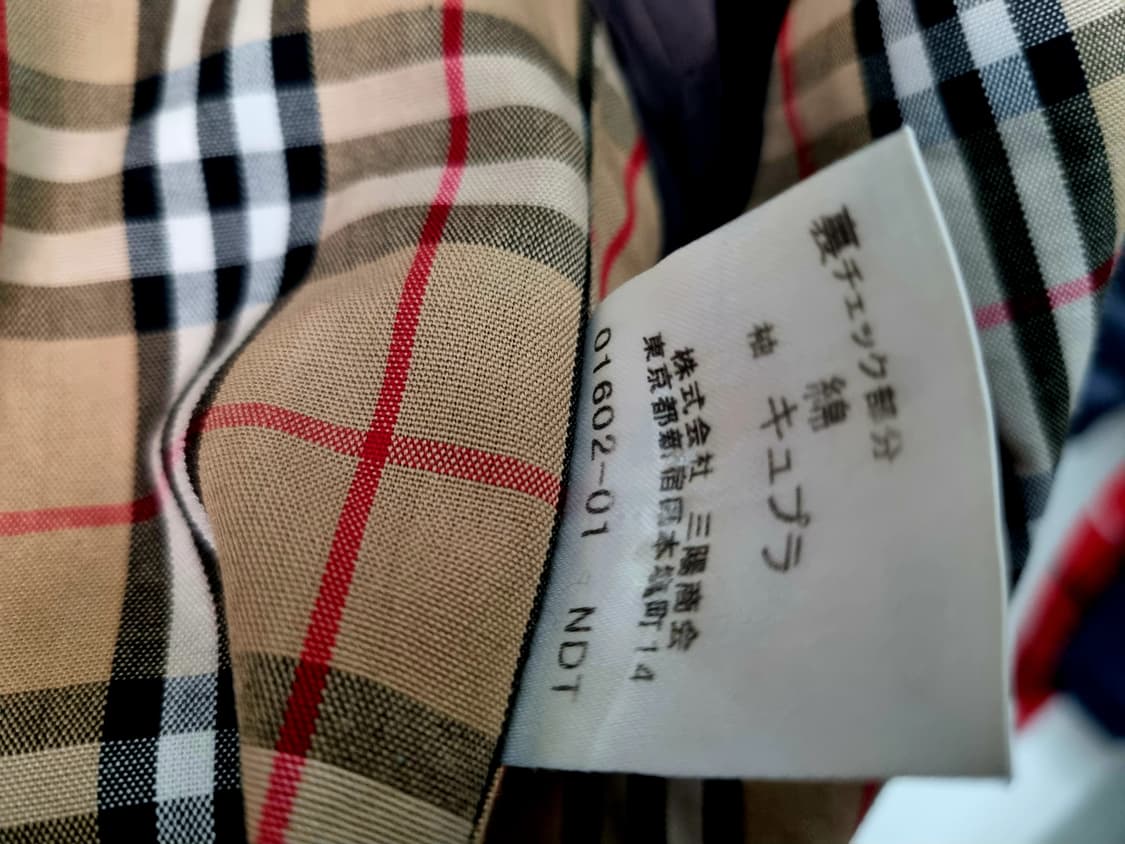 裏チェック部分
綿
袖 キュプラ
株式会社 三陽商会
東京都新宿区本塩町14
01602-01 NDT